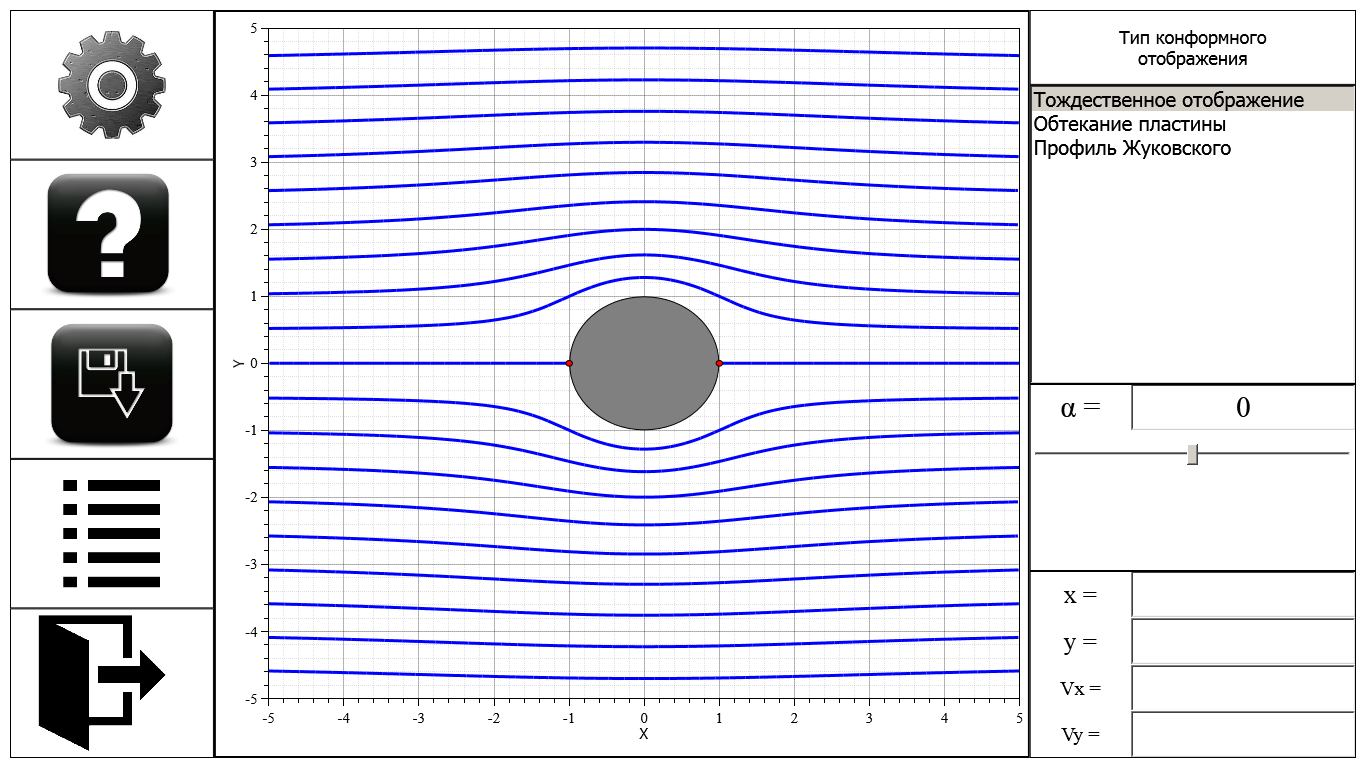 5
4
3
2
1
Y 0
-1
-2
-3
-4
-5
-5 -4 -3 -2 -1 0 1 2 3 4 5
X
Тип конформного
отображения
Тождественное отображение
Обтекание пластины
Профиль Жуковского
α = 0
x =
y =
Vx =
Vy =